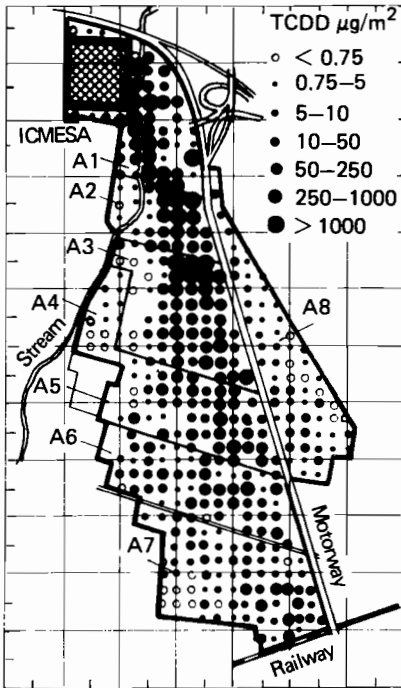 TCDD μg/m²
< 0.75
0.75–5
5–10
10–50
50–250
250–1000
> 1000
ICMESA
A1
A2
A3
A4
A8
Stream
A5
A6
A7
Motorway
Railway